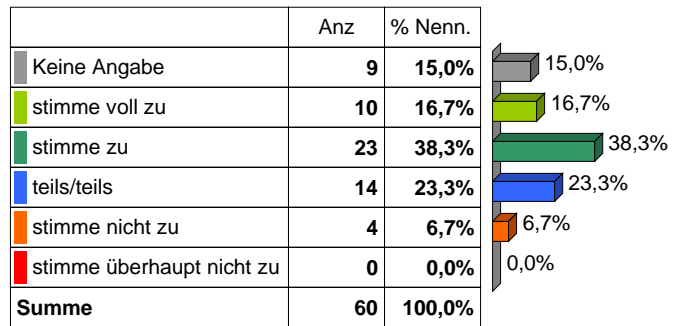 Anz % Nenn.
Keine Angabe 9 15,0% 15,0%
stimme voll zu 10 16,7% 16,7%
stimme zu 23 38,3% 38,3%
teils/teils 14 23,3% 23,3%
stimme nicht zu 4 6,7% 6,7%
stimme überhaupt nicht zu 0 0,0% 0,0%
Summe 60 100,0%